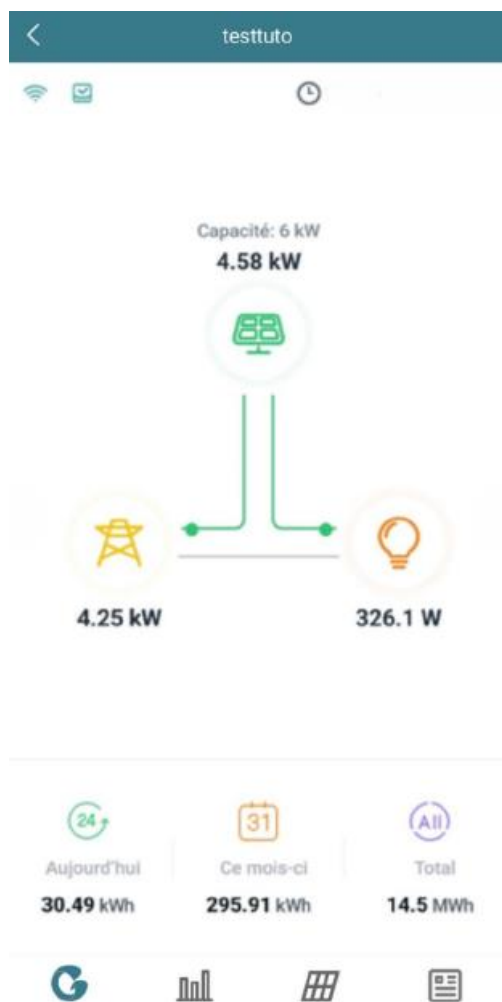 testtuto
Capacité: 6 kW
4.58 kW
4.25 kW
326.1 W
24
31
All
Aujourd'hui
Ce mois-ci
Total
30.49 kWh
295.91 kWh
14.5 MWh